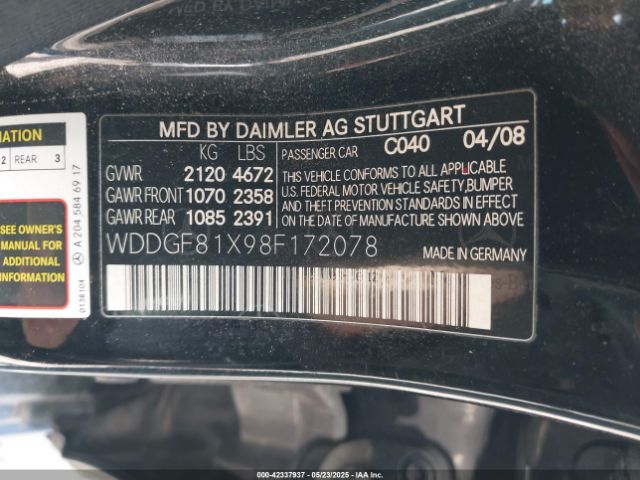 MFD BY DAIMLER AG STUTTGART
KG LBS
GVWR 2120 4672
GAWR FRONT 1070 2358
GAWR REAR 1085 2391
PASSENGER CAR C040 04/08
THIS VEHICLE CONFORMS TO ALL APPLICABLE
U.S. FEDERAL MOTOR VEHICLE SAFETY, BUMPER
AND THEFT PREVENTION STANDARDS IN EFFECT
ON THE DATE OF MANUFACTURE SHOWN ABOVE
WDDGF81X98F172078
MADE IN GERMANY
MATION
2 REAR 3
SEE OWNER'S
MANUAL FOR
ADDITIONAL
A 204 584 69 17
0138104
000-42337937 - 05/23/2025 - IAAI.COM